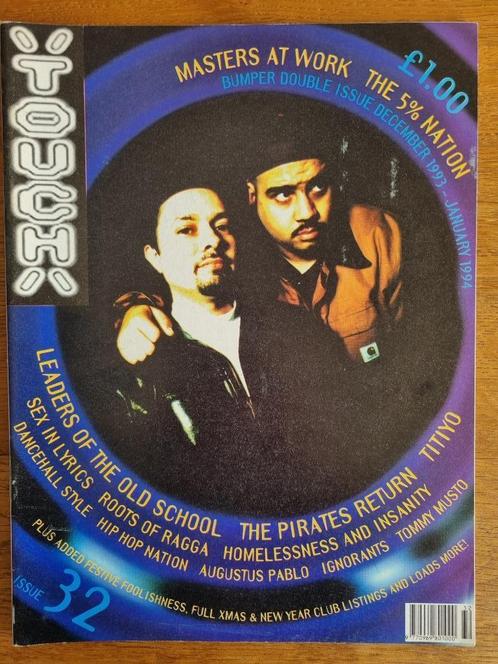 TOUCH
£1.00
MASTERS AT WORK THE 5% NATION
BUMPER DOUBLE ISSUE DECEMBER 1993 - JANUARY 1994
LEADERS OF THE OLD SCHOOL THE PIRATES RETURN TITIYO
SEX IN LYRICS ROOTS OF RAGGA HOMELESSNESS AND INSANITY
DANCEHALL STYLE HIP HOP NATION AUGUSTUS PABLO IGNORANTS TOMMY MUSTO
PLUS ADDED FESTIVE FOOLISHNESS, FULL XMAS & NEW YEAR CLUB LISTINGS AND LOADS MORE!
ISSUE 32
9 770969 801000